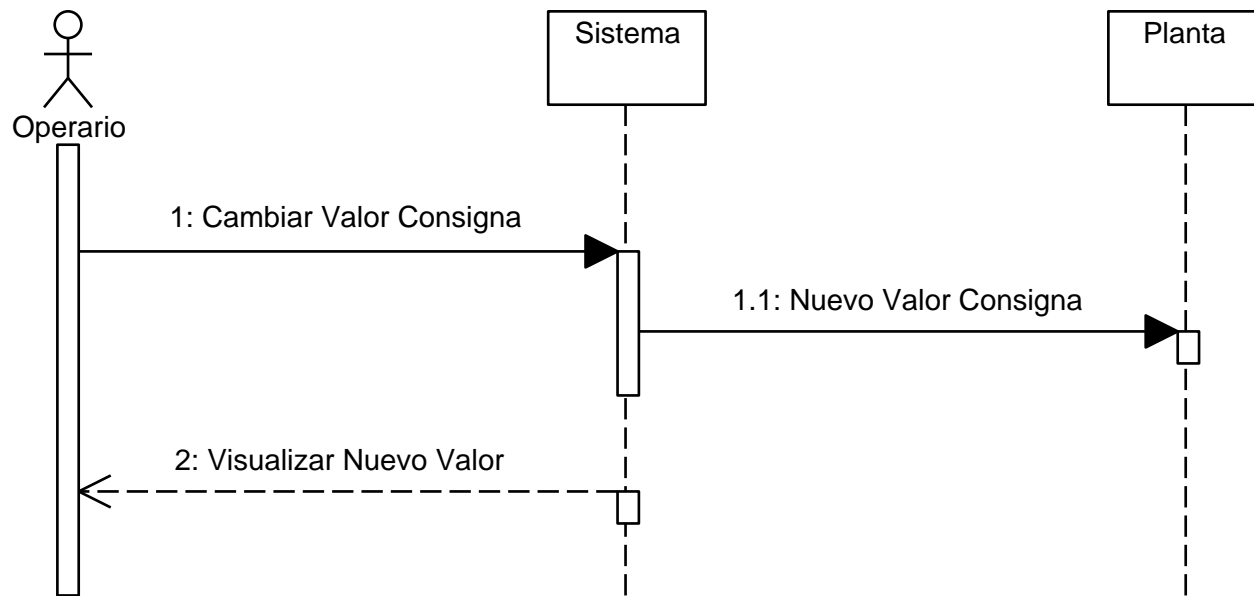 Sistema
Planta
Operario
1: Cambiar Valor Consigna
1.1: Nuevo Valor Consigna
2: Visualizar Nuevo Valor